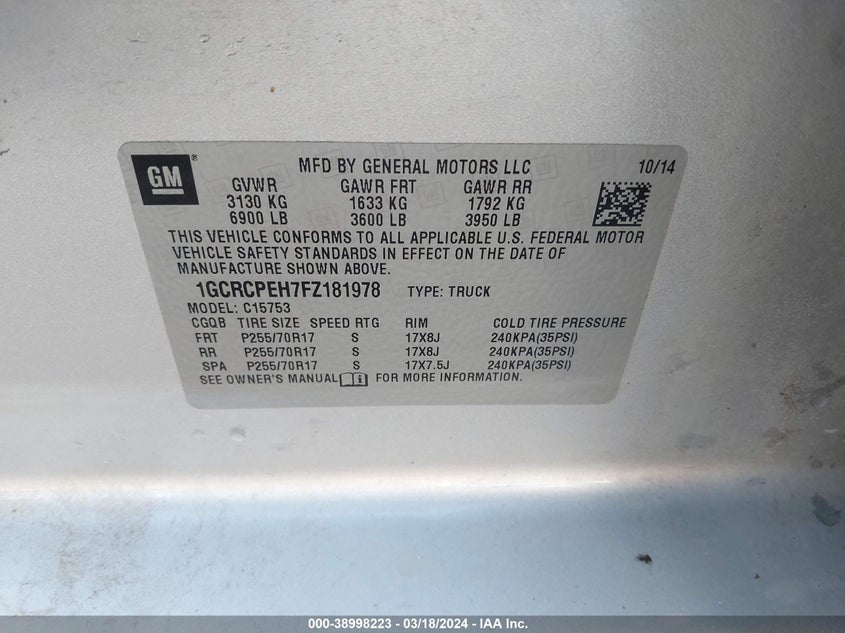 GM ® MFD BY GENERAL MOTORS LLC 10/14
GVWR GAWR FRT GAWR RR
3130 KG 1633 KG 1792 KG
6900 LB 3600 LB 3950 LB
THIS VEHICLE CONFORMS TO ALL APPLICABLE U.S. FEDERAL MOTOR
VEHICLE SAFETY STANDARDS IN EFFECT ON THE DATE OF
MANUFACTURE SHOWN ABOVE.
1GCRCPEH7FZ181978 TYPE: TRUCK
MODEL: C15753
CGQB TIRE SIZE SPEED RTG RIM COLD TIRE PRESSURE
FRT P255/70R17 S 17X8J 240KPA(35PSI)
RR P255/70R17 S 17X8J 240KPA(35PSI)
SPA P255/70R17 S 17X7.5J 240KPA(35PSI)
SEE OWNER'S MANUAL FOR MORE INFORMATION.
000-38998223 - 03/18/2024 - IAA Inc.